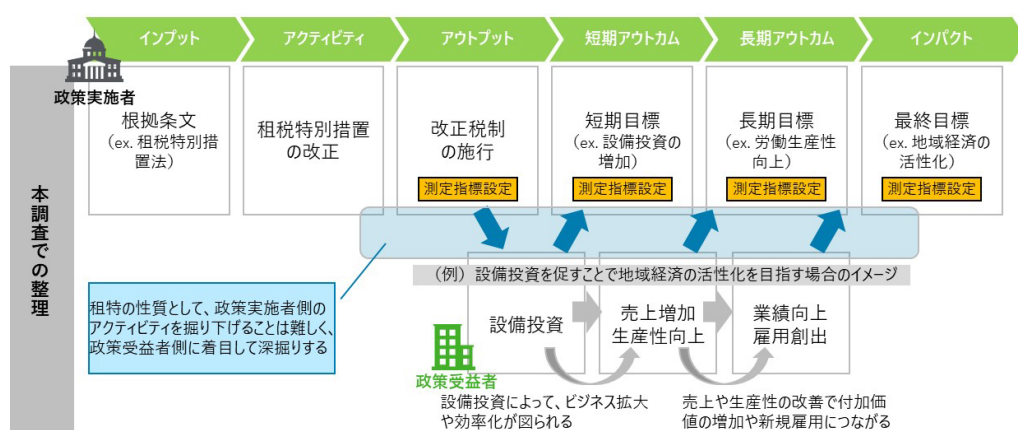 インプット
アクティビティ
アウトプット
短期アウトカム
長期アウトカム
インパクト
政策実施者
本調査での整理
根拠条文
（ex. 租税特別措
置法）
租税特別措置
の改正
改正税制
の施行
測定指標設定
短期目標
（ex. 設備投資の
増加）
測定指標設定
長期目標
（ex. 労働生産性
向上）
測定指標設定
最終目標
（ex. 地域経済の
活性化）
測定指標設定
（例）設備投資を促すことで地域経済の活性化を目指す場合のイメージ
租特の性質として、政策実施者側の
アクティビティを掘り下げることは難しく、
政策受益者側に着目して深掘りする
設備投資
売上増加
生産性向上
業績向上
雇用創出
政策受益者
設備投資によって、ビジネス拡大
や効率化が図られる
売上や生産性の改善で付加価
値の増加や新規雇用につながる